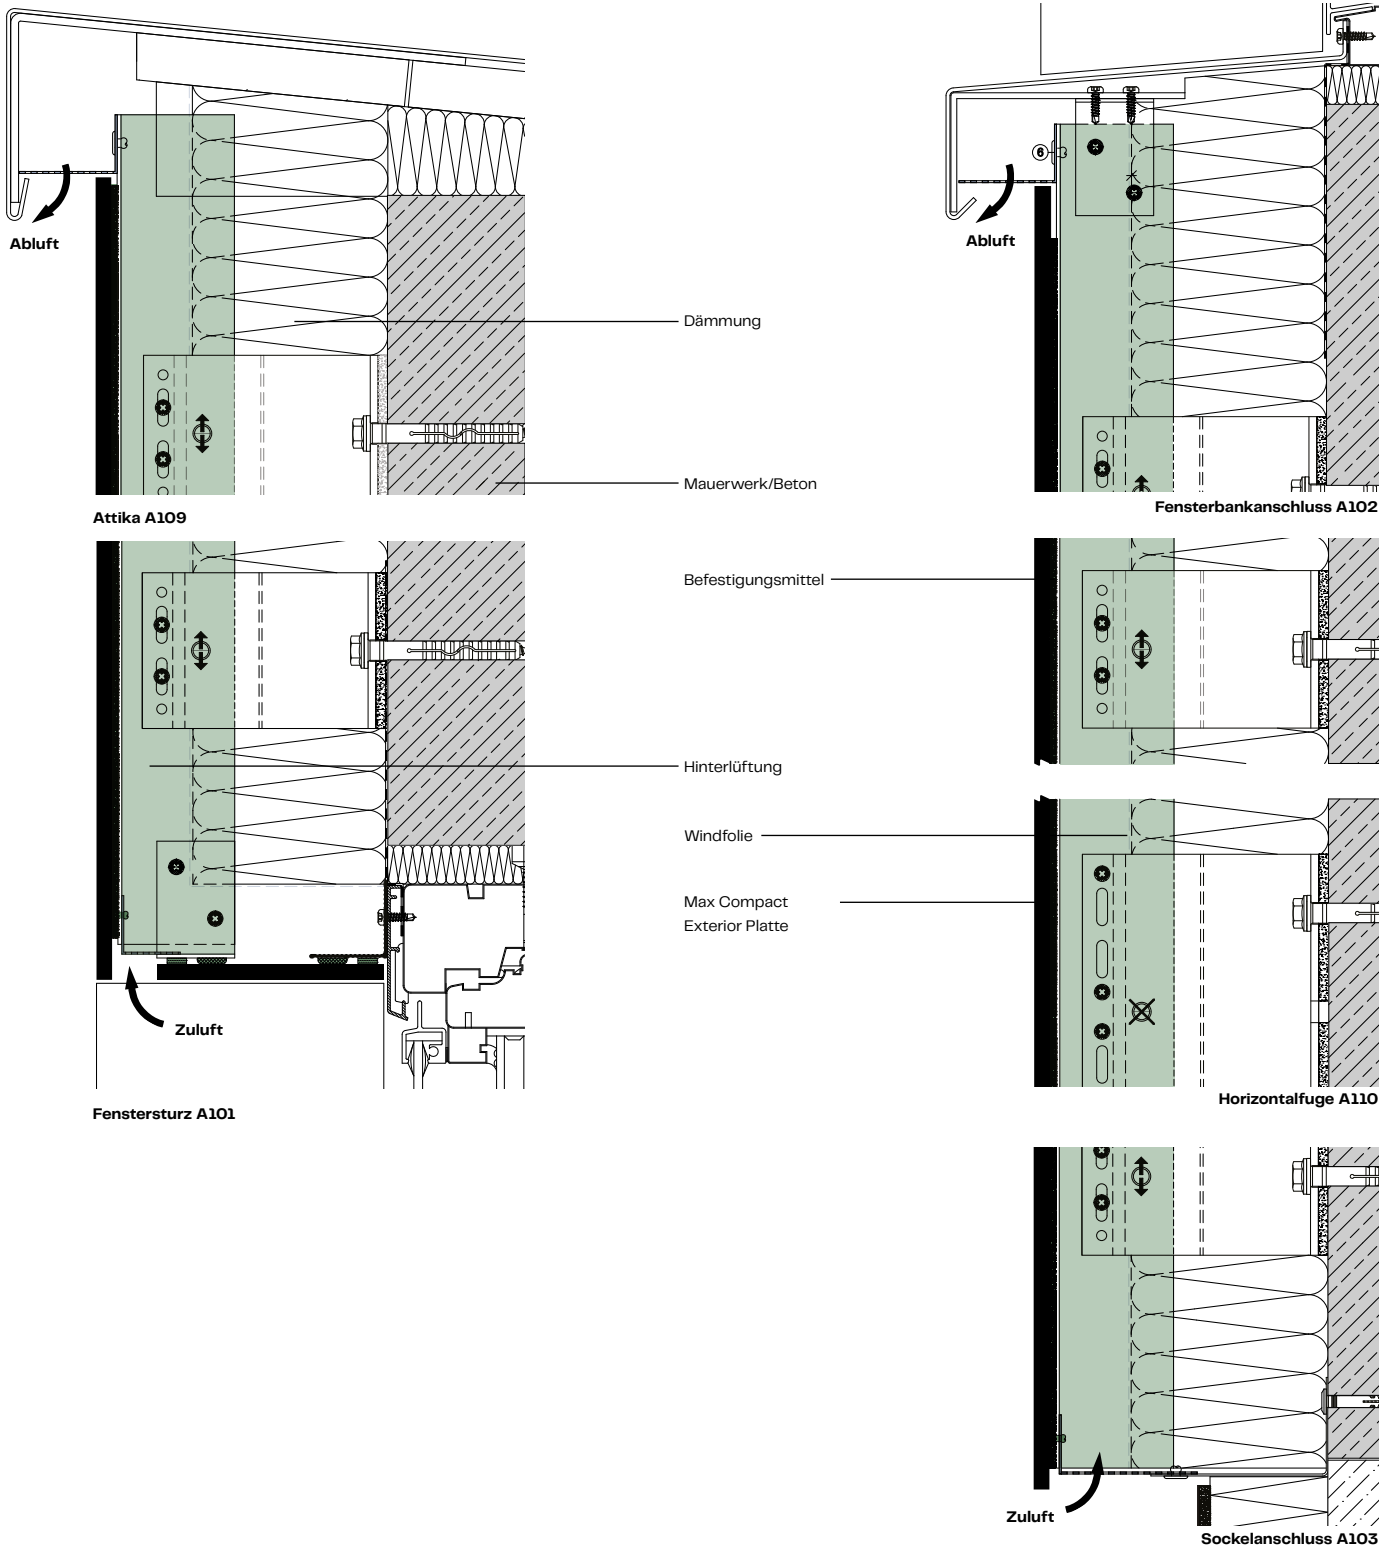 Abluft
Dämmung
Mauerwerk/Beton
Attika A109
Befestigungsmittel
Hinterlüftung
Windfolie
Max Compact
Exterior Platte
Zuluft
Fenstersturz A101
6
Abluft
Fensterbankanschluss A102
Horizontalfuge A110
Zuluft
Sockelanschluss A103